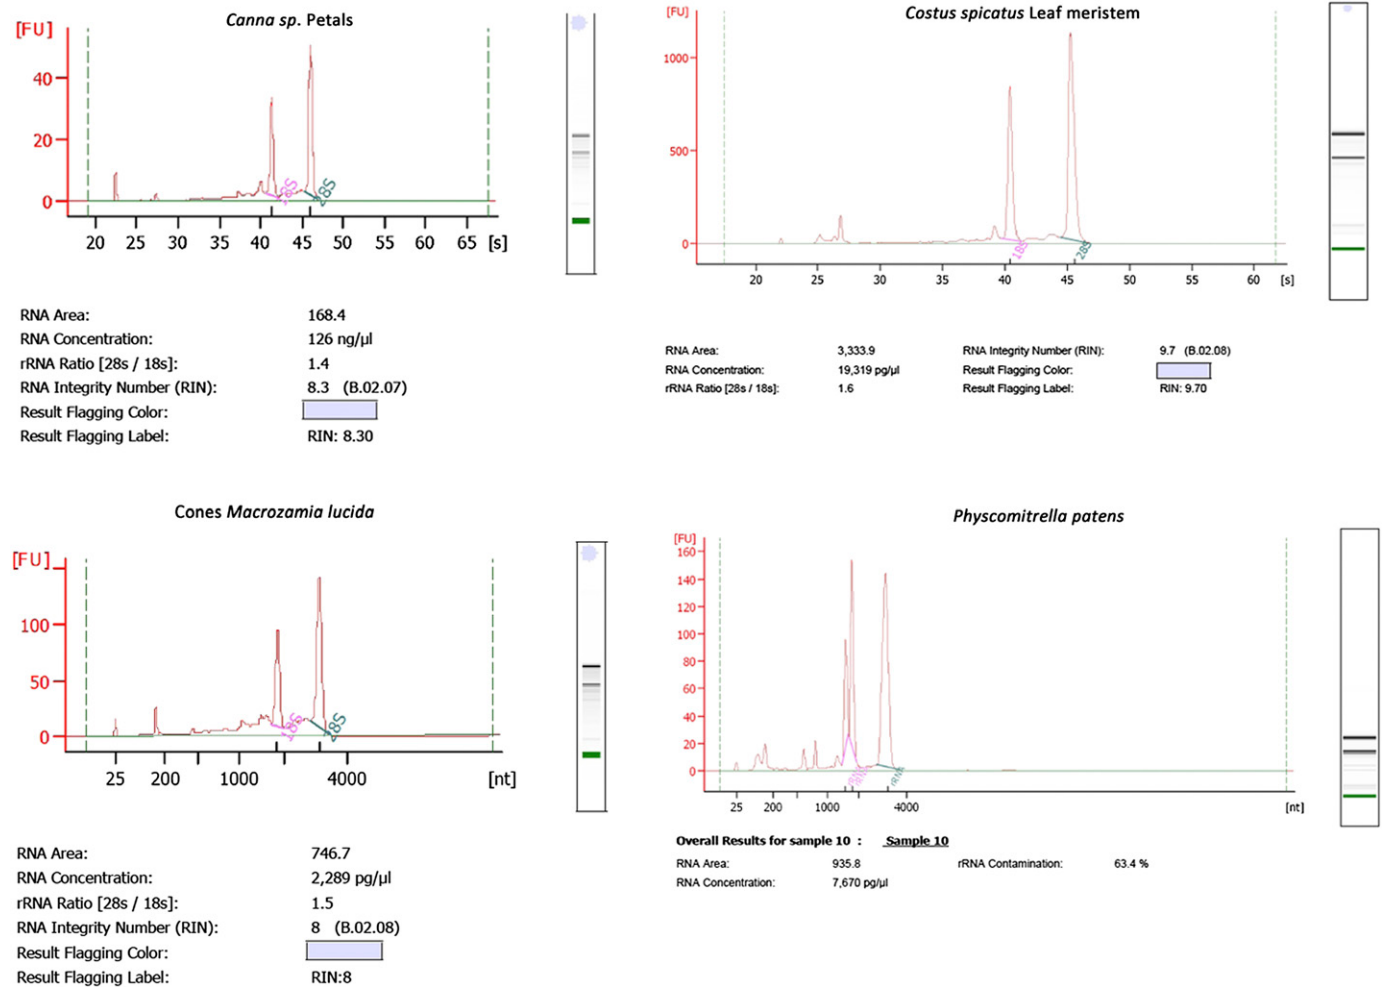 Canna sp. Petals
[FU]
40
20
0
18S
28S
20 25 30 35 40 45 50 55 60 65 [s]
RNA Area: 168.4
RNA Concentration: 126 ng/µl
rRNA Ratio [28s / 18s]: 1.4
RNA Integrity Number (RIN): 8.3 (B.02.07)
Result Flagging Color:
Result Flagging Label: RIN: 8.30
Costus spicatus Leaf meristem
[FU]
1000
500
0
18S
28S
20 25 30 35 40 45 50 55 60 [s]
RNA Area: 3,333.9 RNA Integrity Number (RIN): 9.7 (B.02.08)
RNA Concentration: 19,319 pg/µl Result Flagging Color:
rRNA Ratio [28s / 18s]: 1.6 Result Flagging Label: RIN: 9.70
Cones Macrozamia lucida
[FU]
100
50
0
18S
28S
25 200 1000 4000 [nt]
RNA Area: 746.7
RNA Concentration: 2,289 pg/µl
rRNA Ratio [28s / 18s]: 1.5
RNA Integrity Number (RIN): 8 (B.02.08)
Result Flagging Color:
Result Flagging Label: RIN:8
Physcomitrella patens
[FU]
160
140
120
100
80
60
40
20
0
25 200 1000 4000 [nt]
Overall Results for sample 10 : Sample 10
RNA Area: 935.8 rRNA Contamination: 63.4 %
RNA Concentration: 7,670 pg/µl